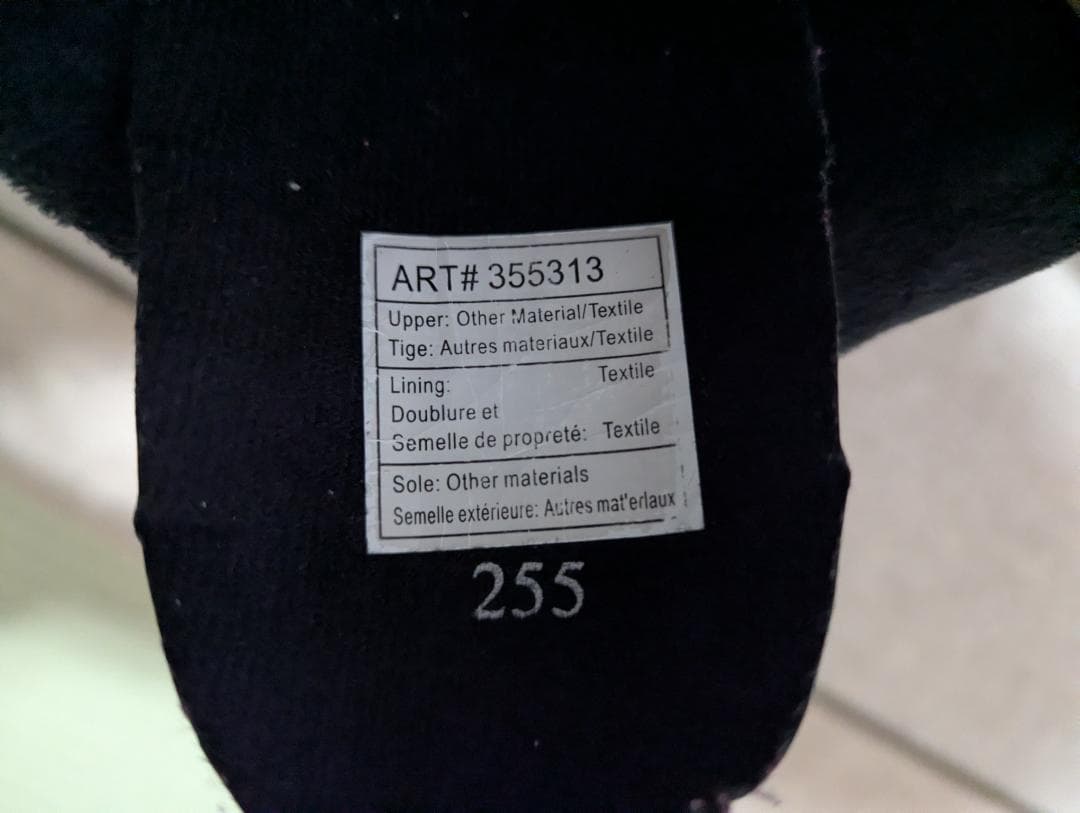 ART# 355313
Upper: Other Material/Textile
Tige: Autres materiaux/Textile
Lining: Textile
Doublure et
Semelle de propreté: Textile
Sole: Other materials
Semelle extérieure: Autres mat'erlaux
255